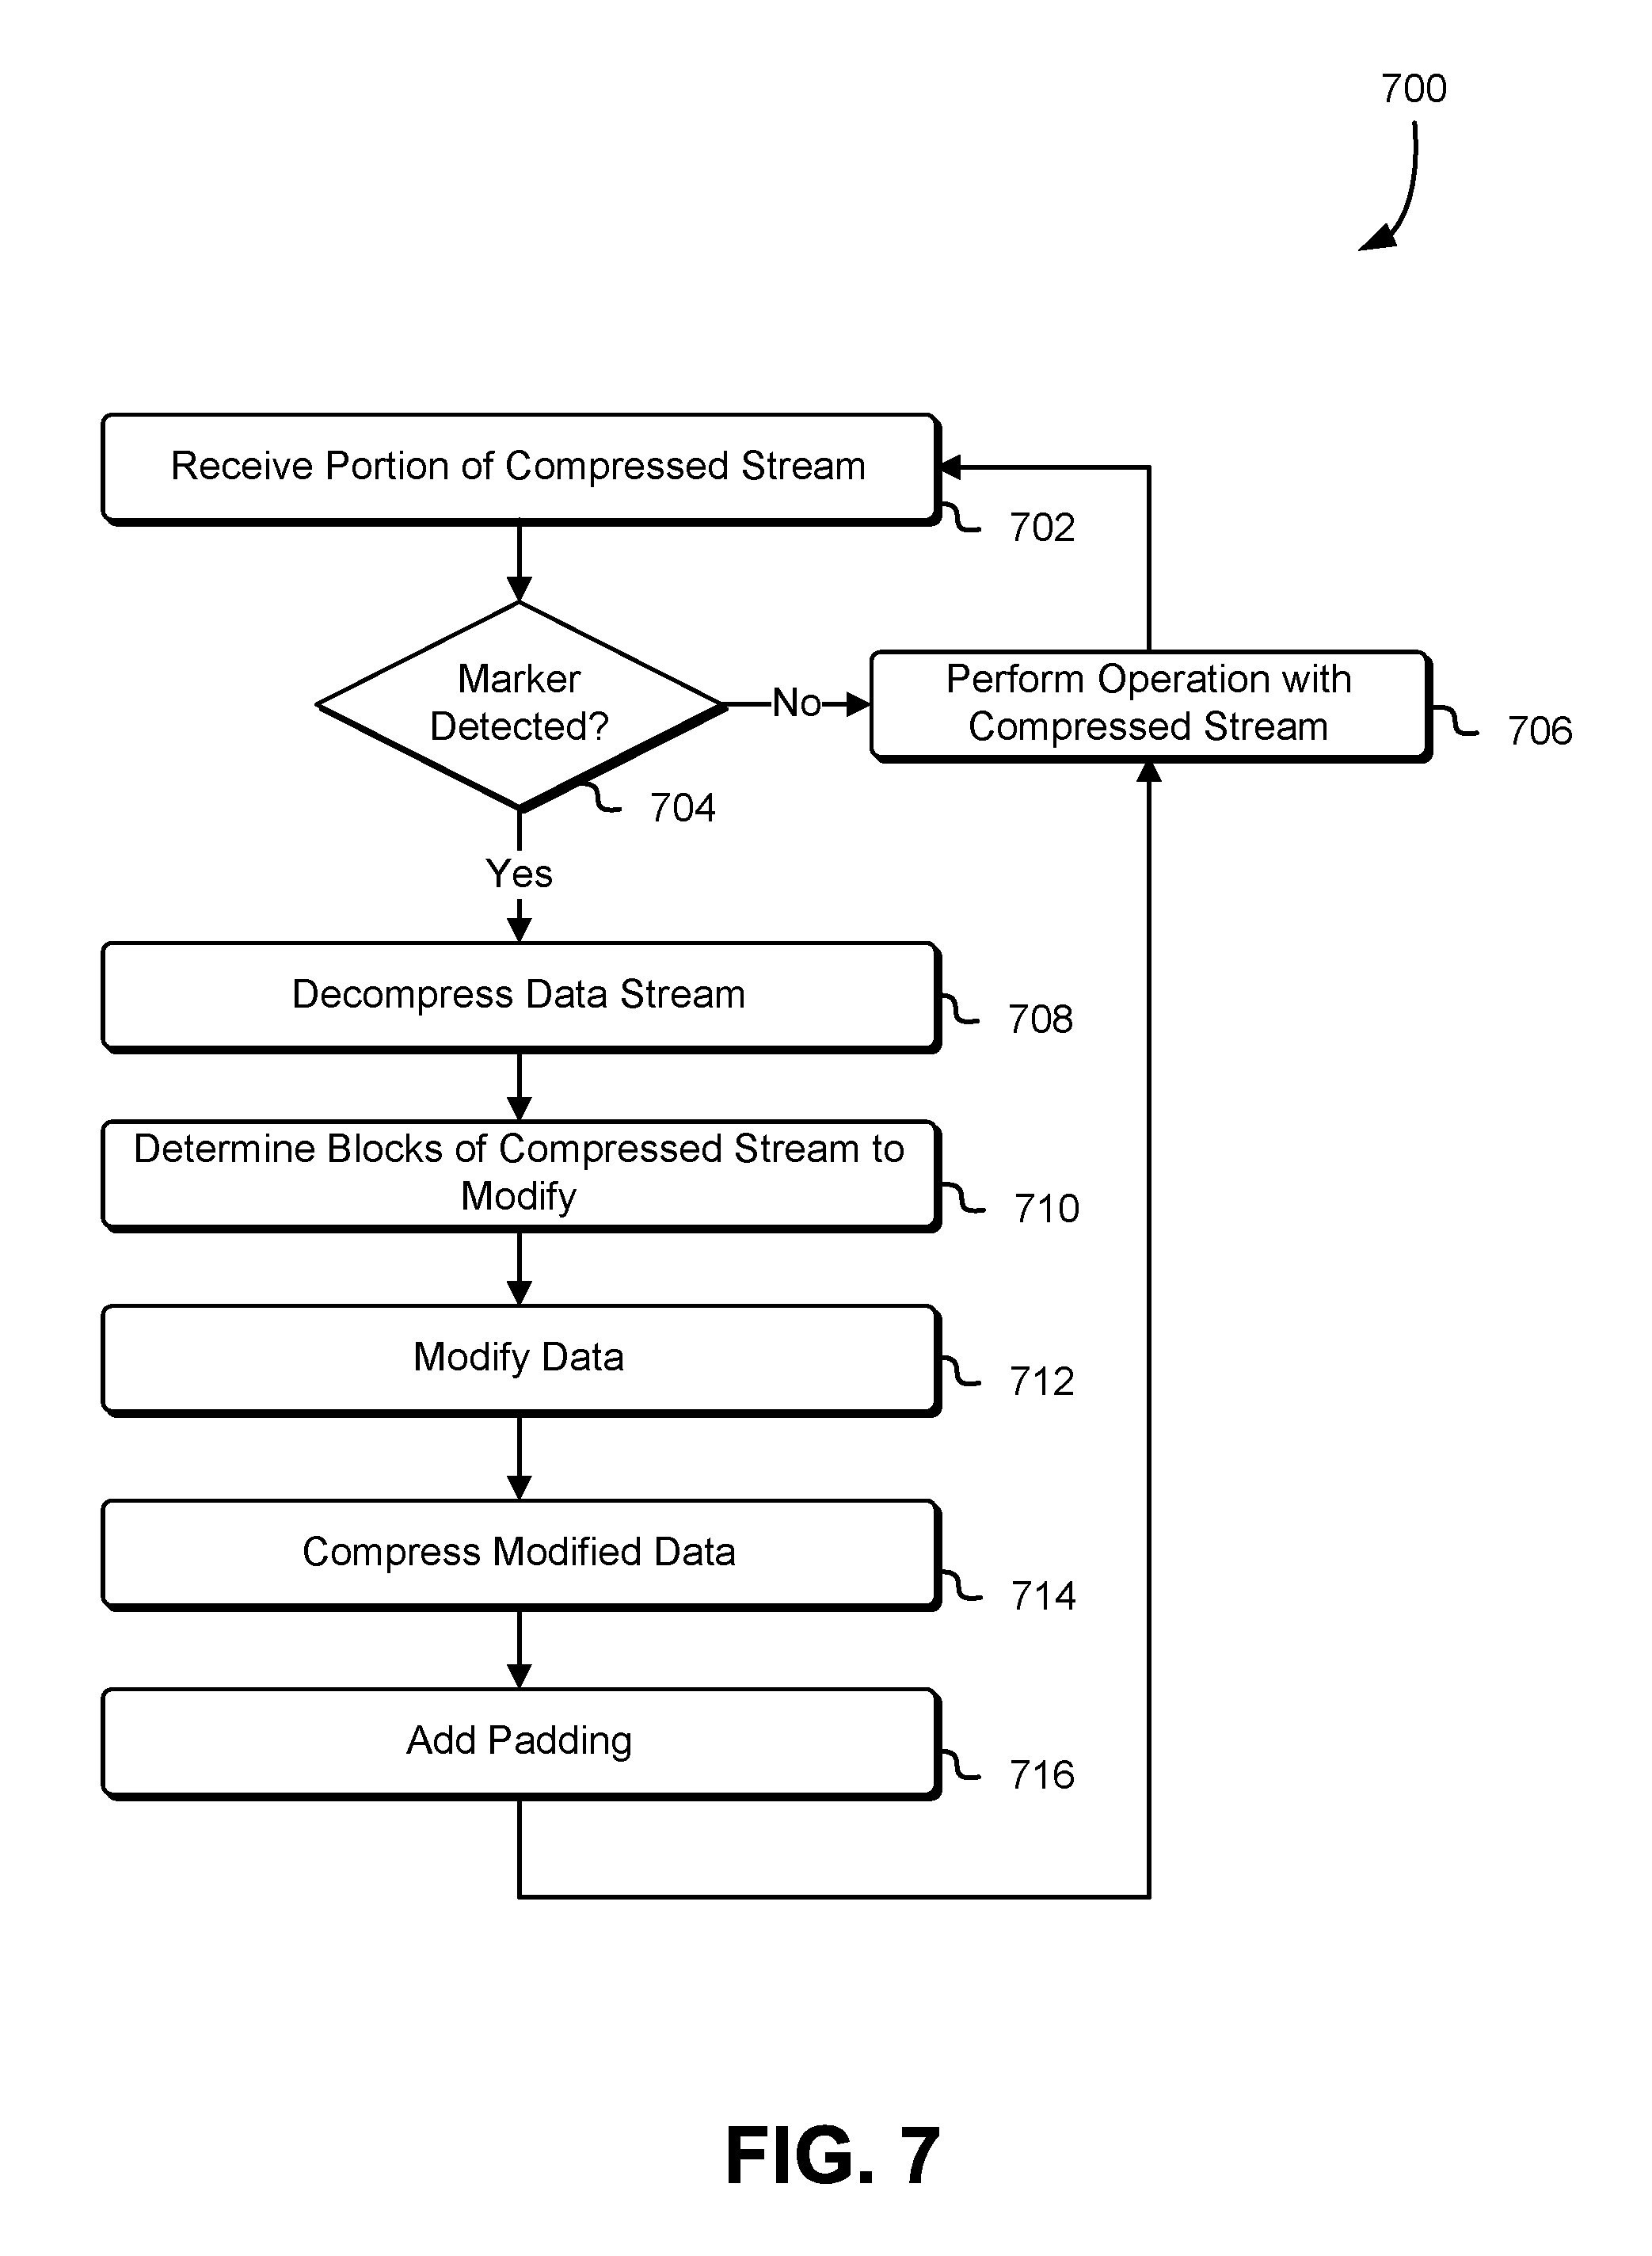 700
Receive Portion of Compressed Stream
702
Marker
Detected?
No
Perform Operation with
Compressed Stream
706
704
Yes
Decompress Data Stream
708
Determine Blocks of Compressed Stream to
Modify
710
Modify Data
712
Compress Modified Data
714
Add Padding
716
FIG. 7